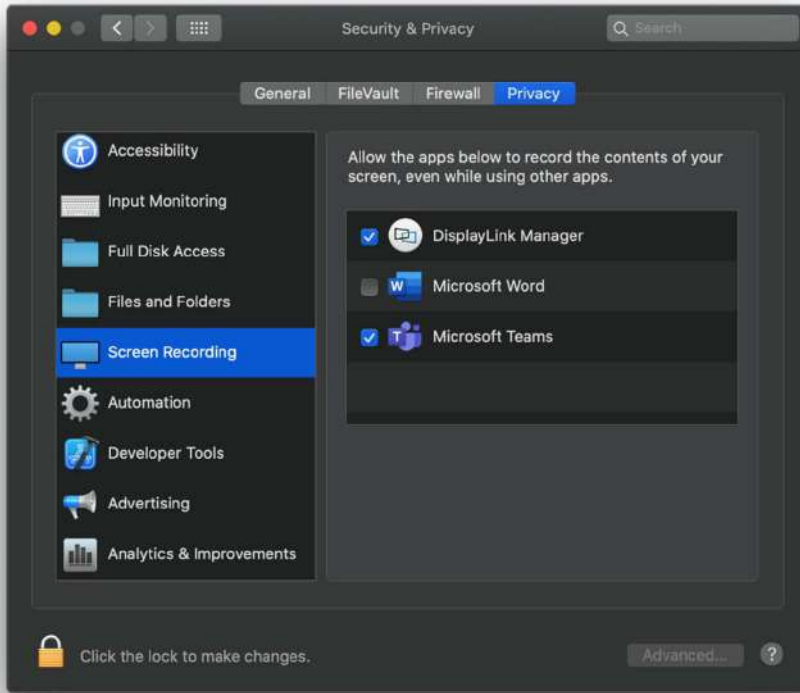 Security & Privacy
Search
General
FileVault
Firewall
Privacy
Accessibility
Input Monitoring
Full Disk Access
Files and Folders
Screen Recording
Automation
Developer Tools
Advertising
Analytics & Improvements
Allow the apps below to record the contents of your
screen, even while using other apps.
DisplayLink Manager
W
Microsoft Word
T
Microsoft Teams
Click the lock to make changes.
Advanced...
?